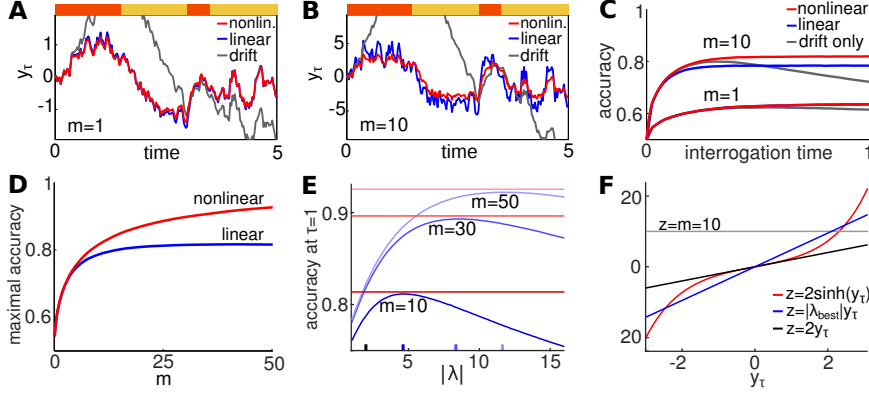 A
nonlin.
linear
drift
y_τ
1
0
-1
m=1
0
time
5
B
nonlin.
linear
drift
y_τ
5
0
-5
m=10
0
time
5
C
nonlinear
linear
drift only
accuracy
0.8
0.6
m=10
m=1
0
interrogation time
1
D
maximal accuracy
1
0.8
0.6
nonlinear
linear
0
25
50
m
E
accuracy at τ=1
0.9
0.8
m=50
m=30
m=10
5
10
15
|λ|
F
20
0
20
z=m=10
z=2sinh(y_τ)
z=|λ_best|y_τ
z=2y_τ
-2
0
2
y_τ